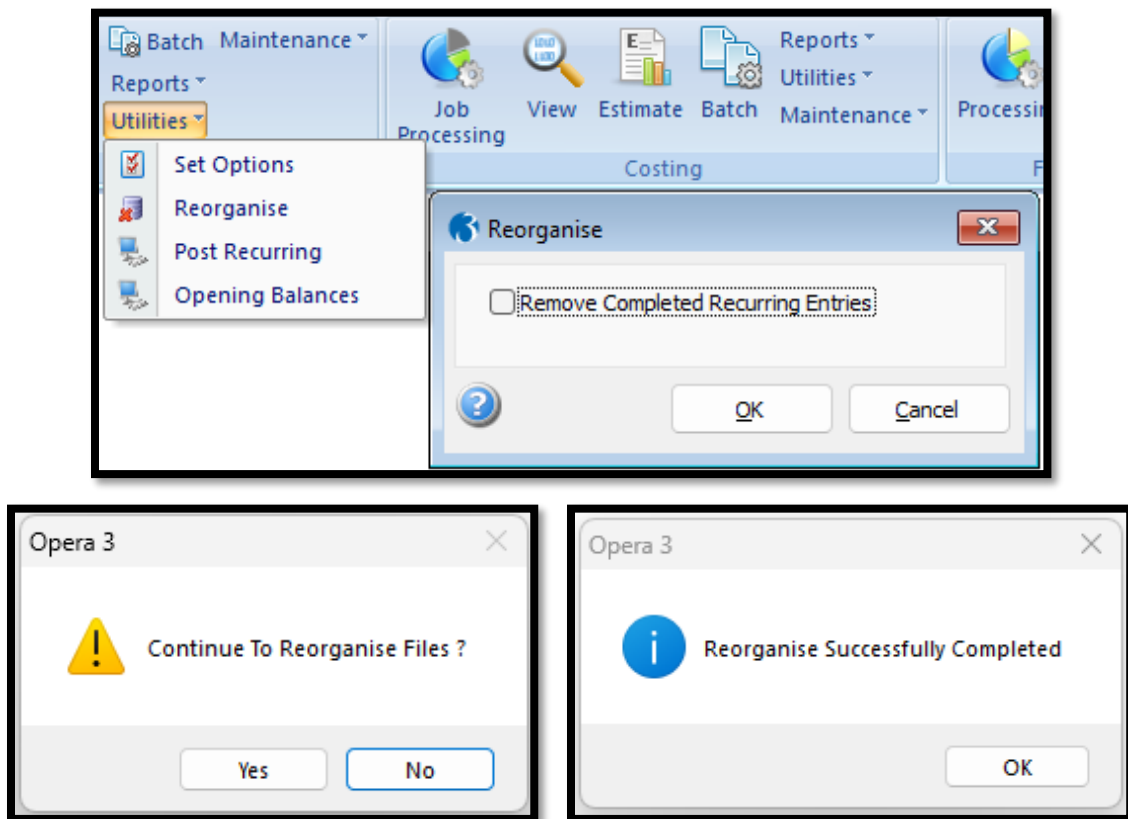 Batch Maintenance
Reports
Utilities
Set Options
Reorganise
Post Recurring
Opening Balances
Job
Processing
View
Estimate
Batch
Reports
Utilities
Maintenance
Costing
Reorganise
Remove Completed Recurring Entries
OK
Cancel
Opera 3
Continue To Reorganise Files ?
Yes
No
Opera 3
Reorganise Successfully Completed
OK